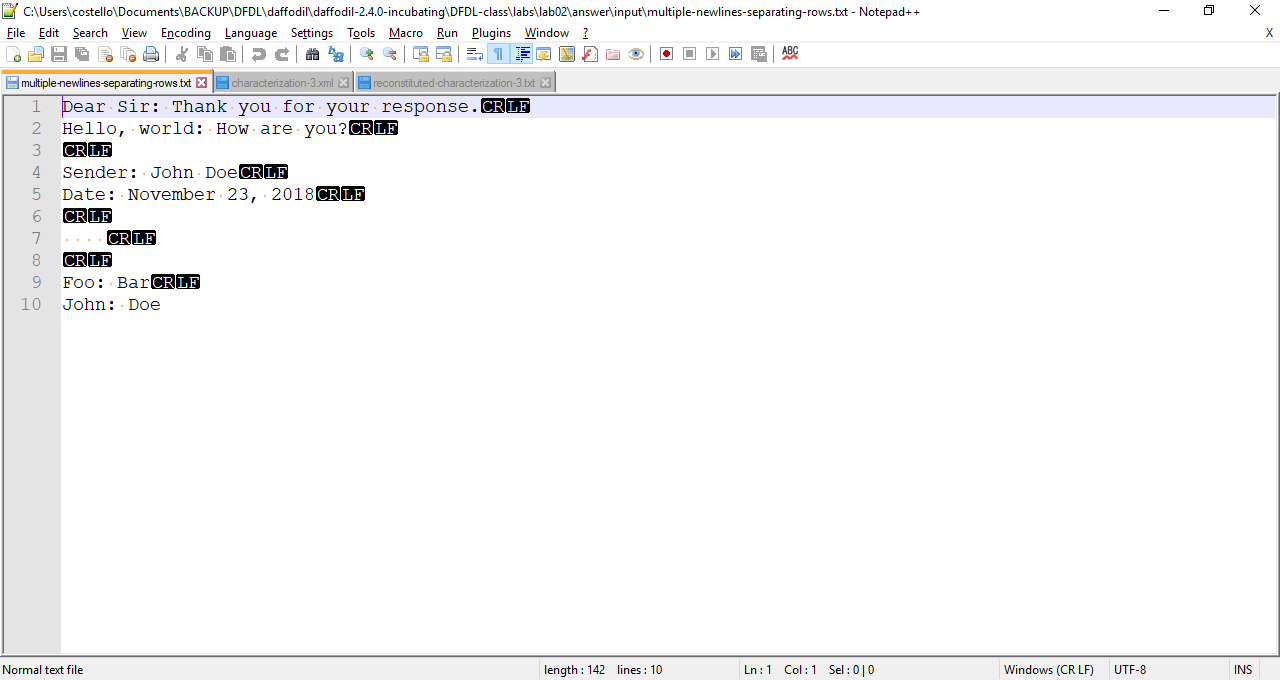 C:\Users\costello\Documents\BACKUP\DFDL\daffodil\daffodil-2.4.0-incubating\DFDL-class\labs\lab02\answer\input\multiple-newlines-separating-rows.txt - Notepad++
File Edit Search View Encoding Language Settings Tools Macro Run Plugins Window ? X
ABC
multiple-newlines-separating-rows.txt characterization-3.xml reconstituted-characterization-3.txt
1 Dear Sir: Thank you for your response.CRLF
2 Hello, world: How are you?CRLF
3 CRLF
4 Sender: John DoeCRLF
5 Date: November 23, 2018CRLF
6 CRLF
7 ····CRLF
8 CRLF
9 Foo: BarCRLF
10 John: Doe
Normal text file length : 142 lines : 10 Ln : 1 Col : 1 Sel : 0 | 0 Windows (CR LF) UTF-8 INS